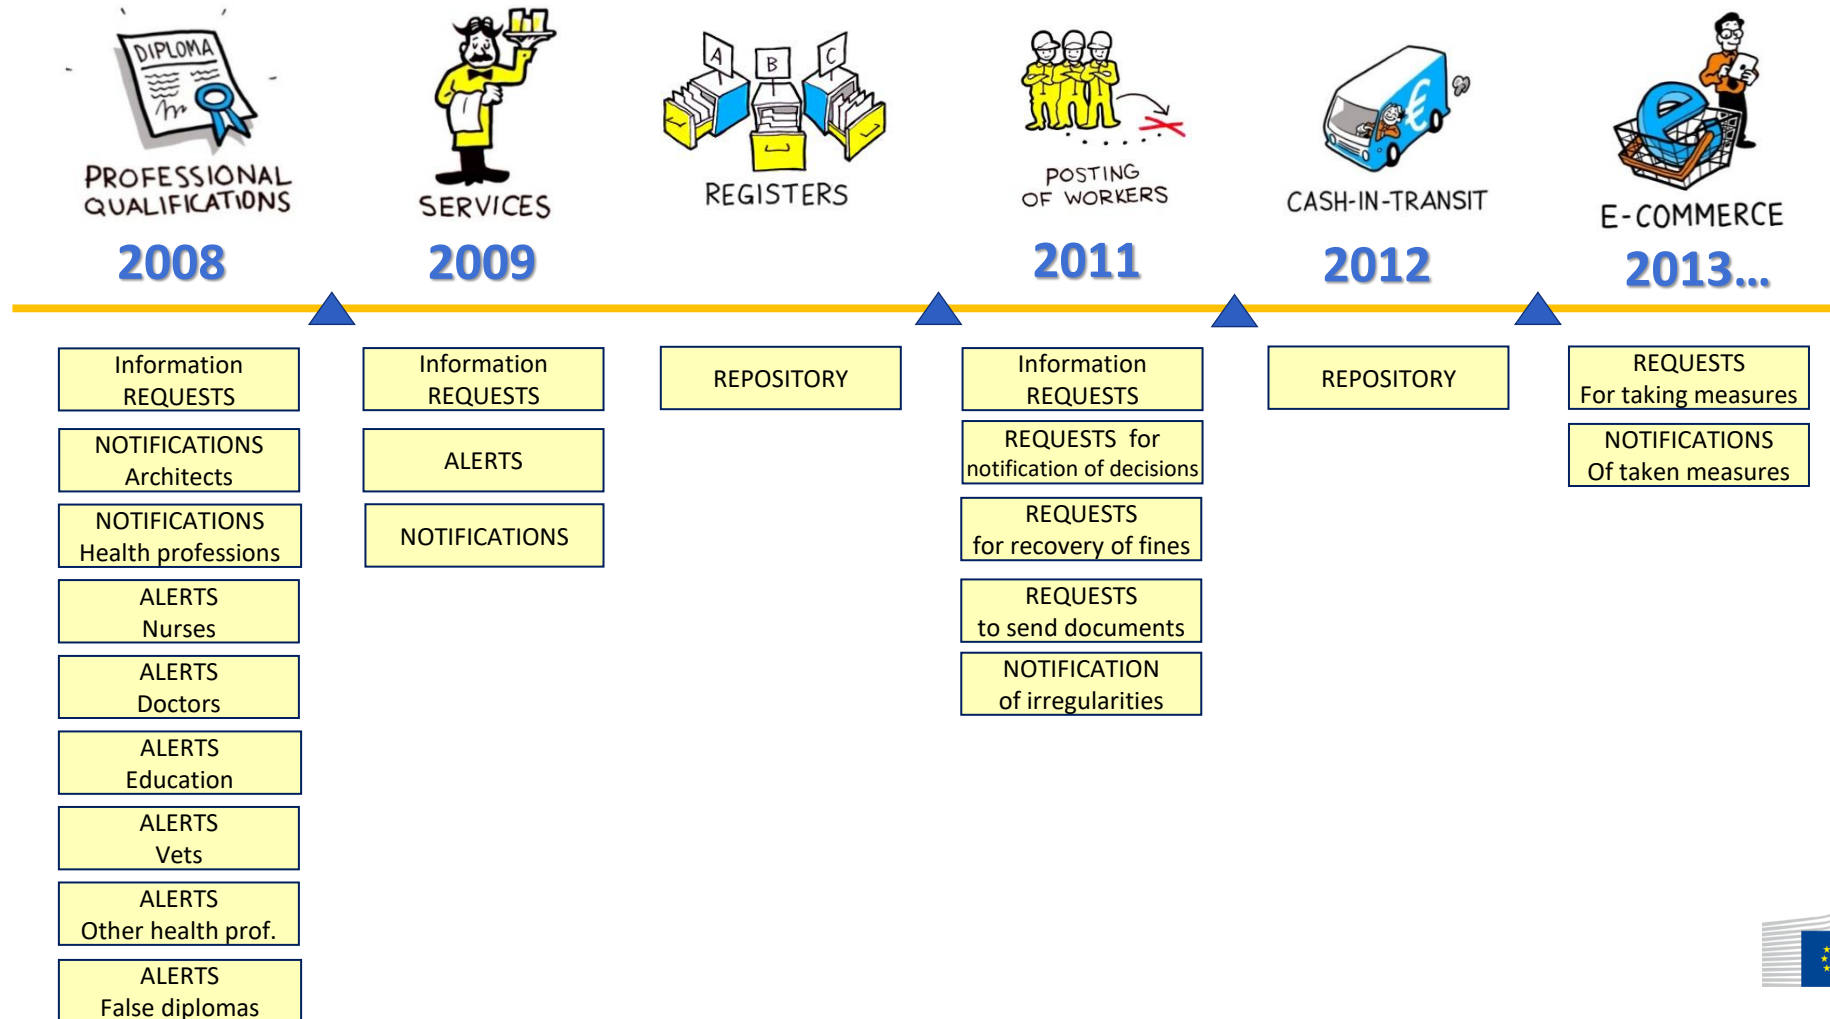 DIPLOMA
PROFESSIONAL
QUALIFICATIONS
2008
SERVICES
2009
A
B
C
REGISTERS
POSTING
OF WORKERS
2011
€
CASH-IN-TRANSIT
2012
e
E-COMMERCE
2013...
Information
REQUESTS
NOTIFICATIONS
Architects
NOTIFICATIONS
Health professions
ALERTS
Nurses
ALERTS
Doctors
ALERTS
Education
ALERTS
Vets
ALERTS
Other health prof.
ALERTS
False diplomas
Information
REQUESTS
ALERTS
NOTIFICATIONS
REPOSITORY
Information
REQUESTS
REQUESTS for
notification of decisions
REQUESTS
for recovery of fines
REQUESTS
to send documents
NOTIFICATION
of irregularities
REPOSITORY
REQUESTS
For taking measures
NOTIFICATIONS
Of taken measures